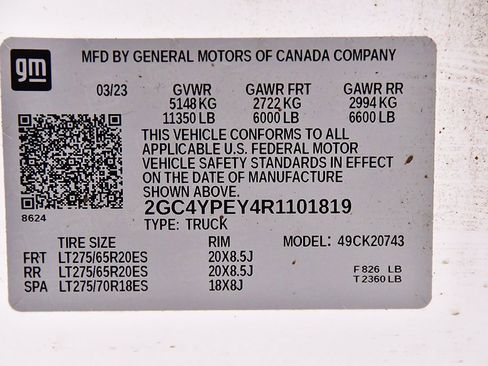 gm
MFD BY GENERAL MOTORS OF CANADA COMPANY
03/23 GVWR GAWR FRT GAWR RR
5148 KG 2722 KG 2994 KG
11350 LB 6000 LB 6600 LB
THIS VEHICLE CONFORMS TO ALL
APPLICABLE U.S. FEDERAL MOTOR
VEHICLE SAFETY STANDARDS IN EFFECT
ON THE DATE OF MANUFACTURE
SHOWN ABOVE.
8624
2GC4YPEY4R1101819
TYPE: TRUCK
TIRE SIZE RIM MODEL: 49CK20743
FRT LT275/65R20ES 20X8.5J
RR LT275/65R20ES 20X8.5J F 826 LB
SPA LT275/70R18ES 18X8J T 2360 LB